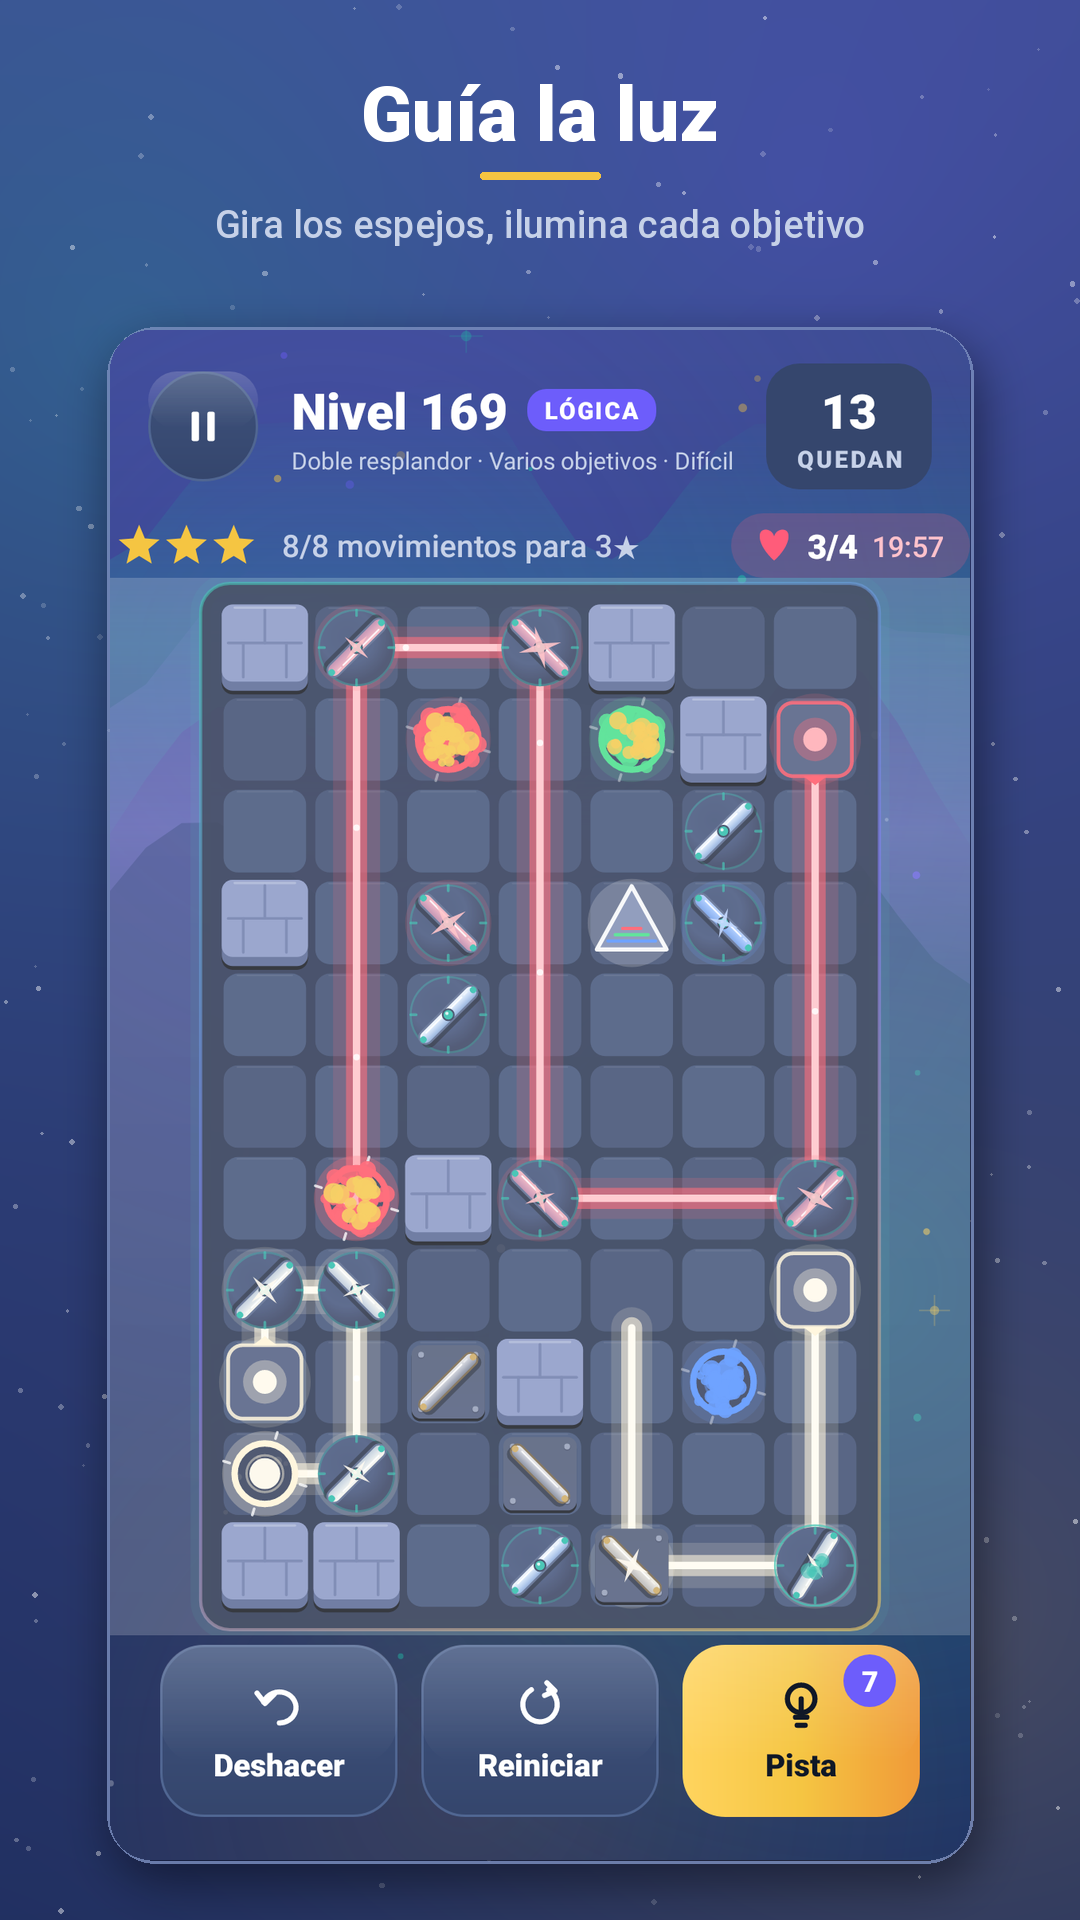 Guía la luz
Gira los espejos, ilumina cada objetivo
Nivel 169 LÓGICA
Doble resplandor · Varios objetivos · Difícil
13
QUEDAN
8/8 movimientos para 3★
3/4 19:57
Deshacer
Reiniciar
Pista
7